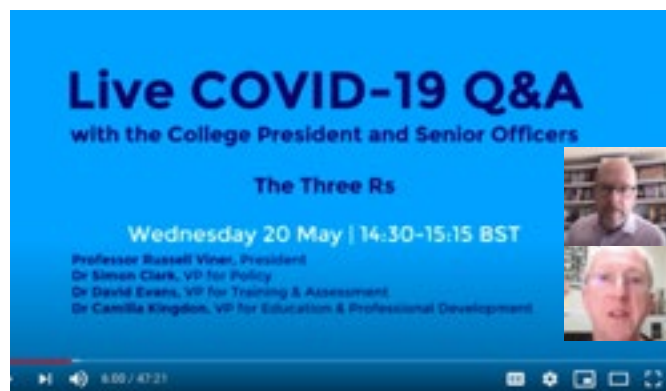 Live COVID-19 Q&A
with the College President and Senior Officers
The Three Rs
Wednesday 20 May | 14:30-15:15 BST
Professor Russell Viner, President
Dr Simon Clark, VP for Policy
Dr David Evans, VP for Training & Assessment
Dr Camilla Kingdon, VP for Education & Professional Development
6:00 / 47:21